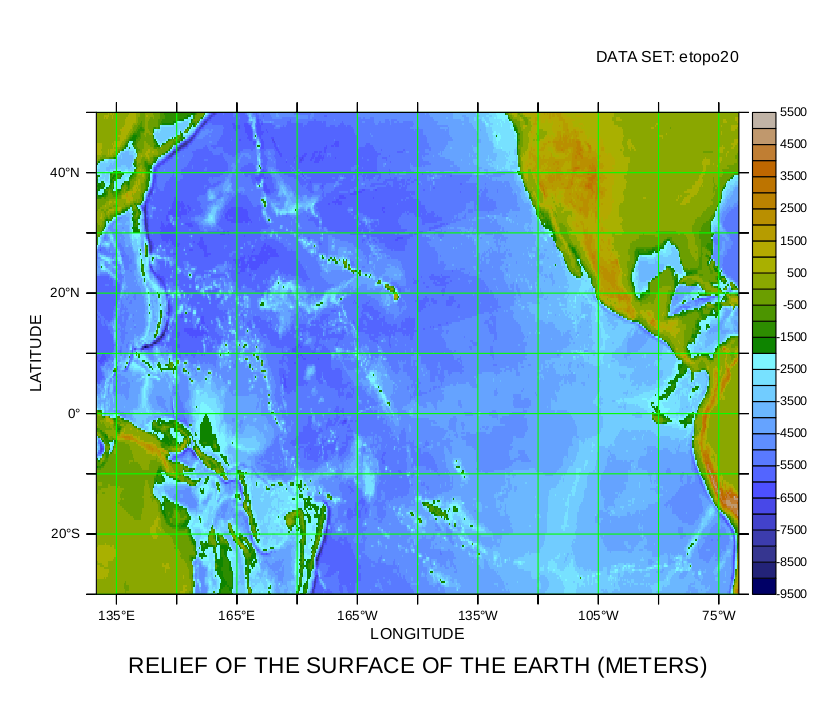 DATA SET: etopo20
5500
4500
3500
2500
1500
500
-500
-1500
-2500
-3500
-4500
-5500
-6500
-7500
-8500
-9500
40°N
20°N
0°
20°S
LATITUDE
135°E
165°E
165°W
135°W
105°W
75°W
LONGITUDE
RELIEF OF THE SURFACE OF THE EARTH (METERS)